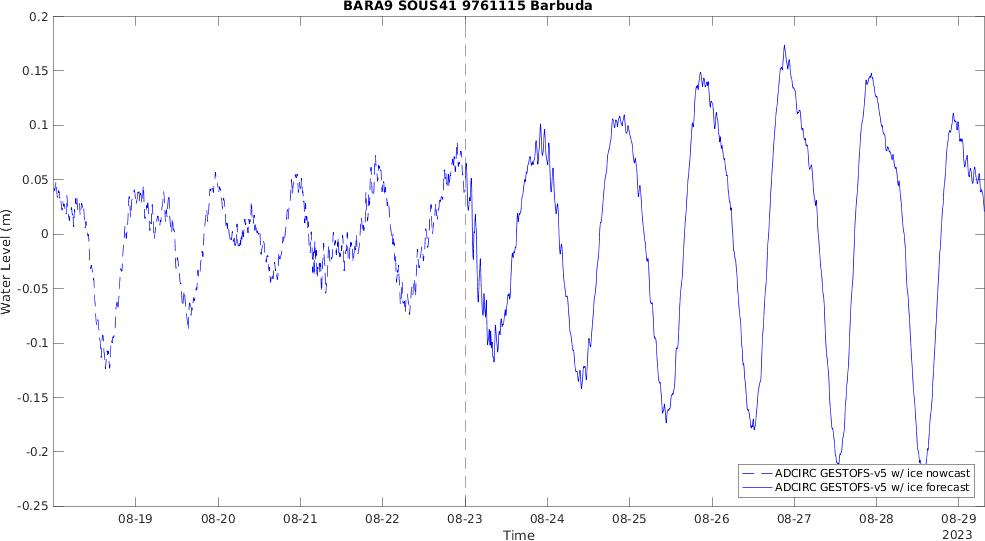 BARA9 SOUS41 9761115 Barbuda
Water Level (m)
0.2
0.15
0.1
0.05
0
-0.05
-0.1
-0.15
-0.2
-0.25
ADCIRC GESTOFS-v5 w/ ice nowcast
ADCIRC GESTOFS-v5 w/ ice forecast
08-19 08-20 08-21 08-22 08-23 08-24 08-25 08-26 08-27 08-28 08-29
2023
Time